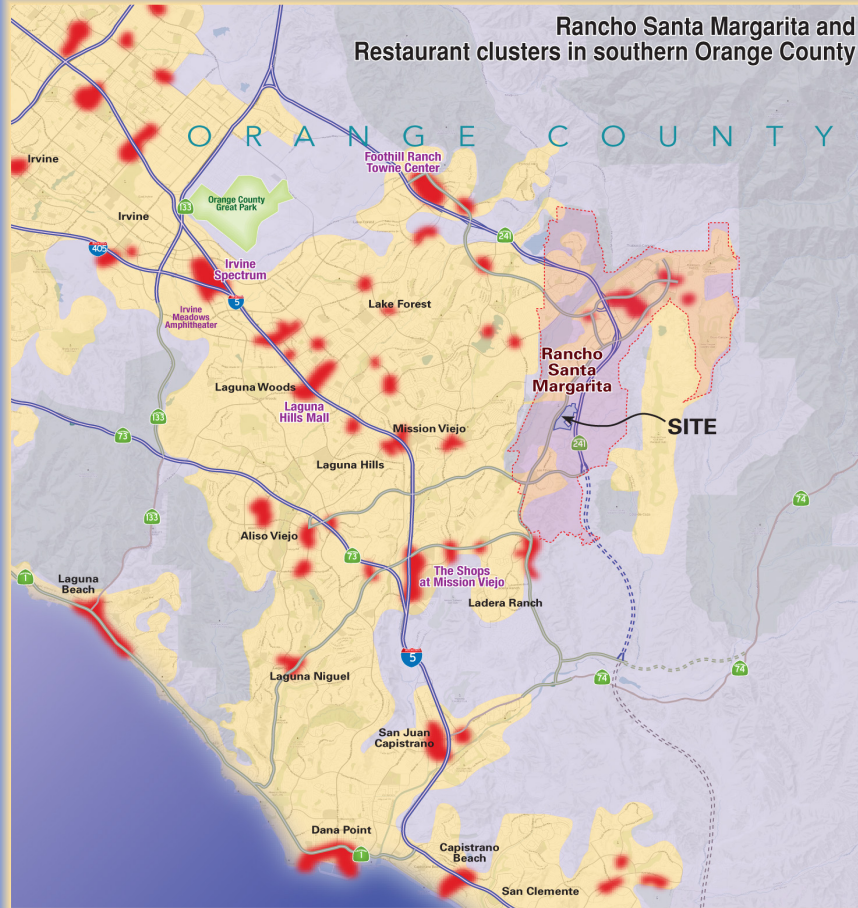 Rancho Santa Margarita and
Restaurant clusters in southern Orange County
ORANGE COUNTY
Foothill Ranch
Towne Center
Irvine
Orange County
Great Park
133
Irvine
241
405
Irvine
Spectrum
5
Irvine
Meadows
Amphitheater
Lake Forest
Rancho
Santa
Margarita
Laguna Woods
Laguna
Hills Mall
133
73
Mission Viejo
SITE
241
Laguna Hills
74
133
Aliso Viejo
73
The Shops
at Mission Viejo
1
Laguna
Beach
Ladera Ranch
5
74
74
Laguna Niguel
San Juan
Capistrano
Dana Point
1
Capistrano
Beach
San Clemente